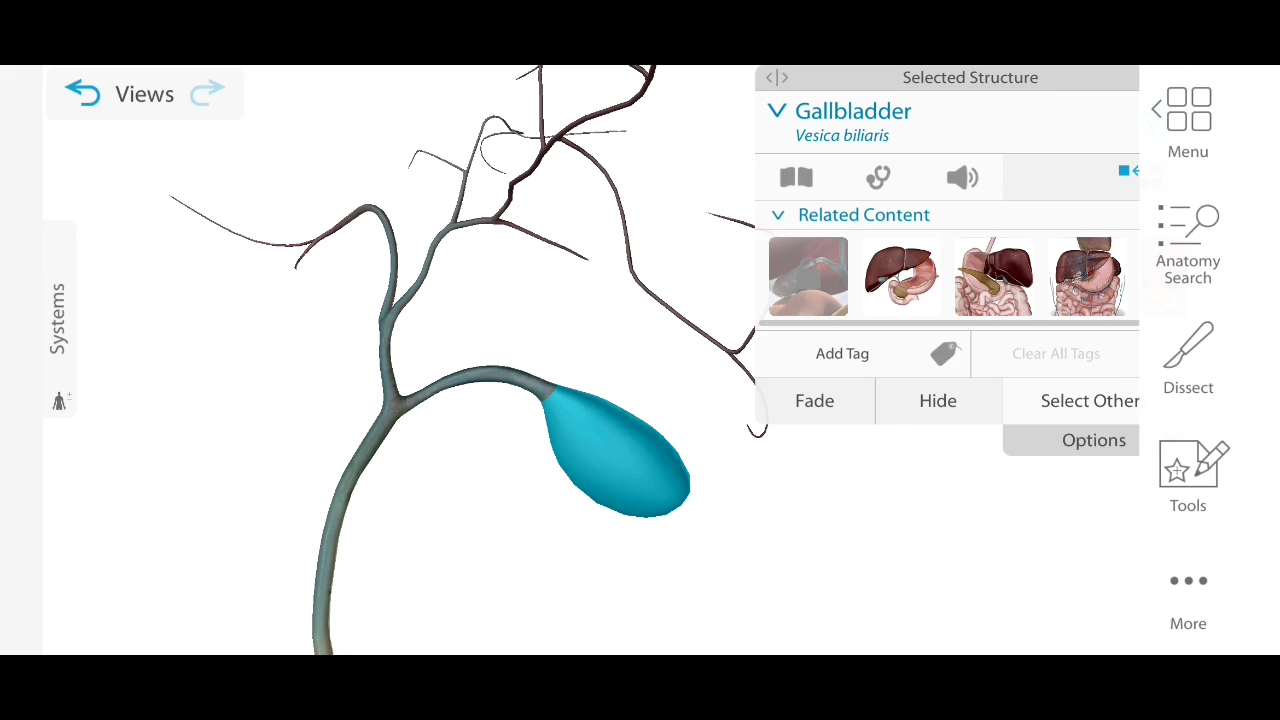 Views
Systems
Selected Structure
Gallbladder
Vesica biliaris
Related Content
Add Tag
Clear All Tags
Fade
Hide
Select Other
Options
Menu
Anatomy
Search
Dissect
Tools
More